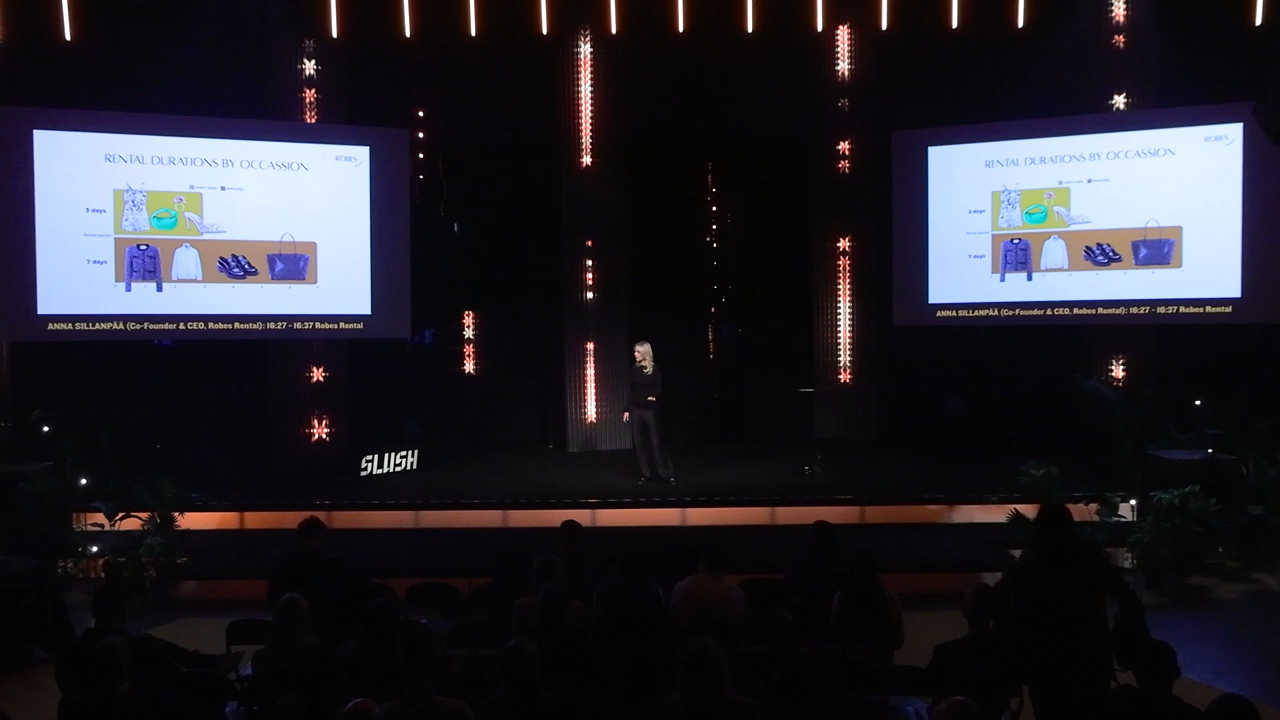 RENTAL DURATIONS BY OCCASSION
ROBES
3 days
7 days
ANNA SILLANPÄÄ (Co-Founder & CEO, Robes Rental): 16:27 - 16:37 Robes Rental
RENTAL DURATIONS BY OCCASSION
ROBES
7 days
ANNA SILLANPÄÄ (Co-Founder & CEO, Robes Rental): 16:27 - 16:37 Robes Rental
SLUSH